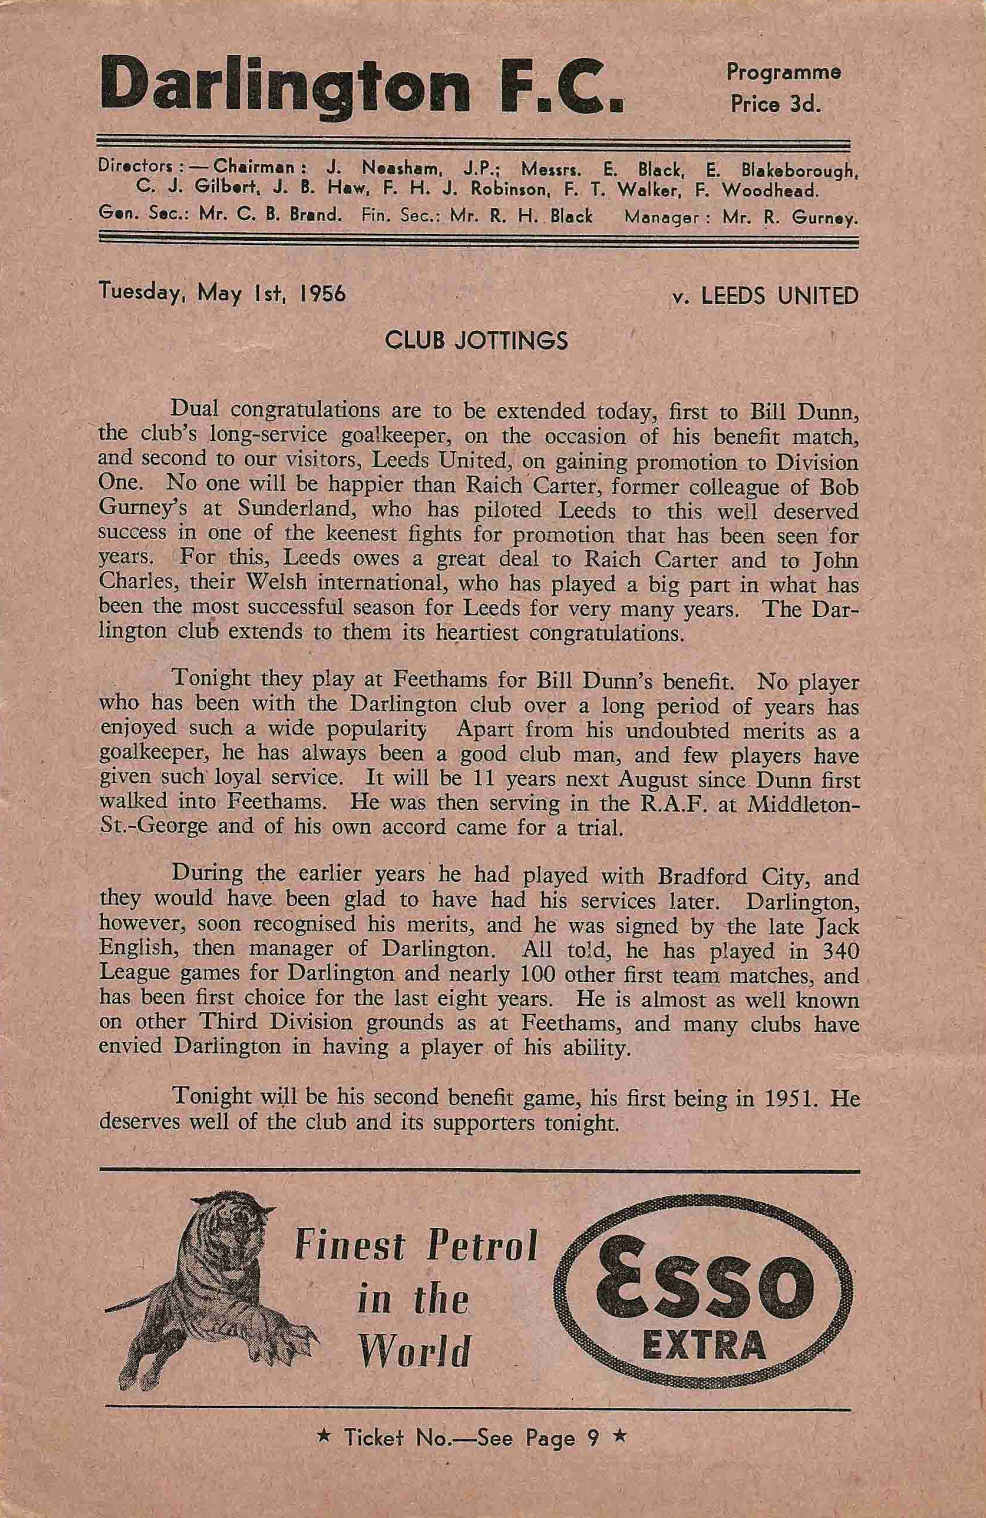 Darlington F.C.
Programme
Price 3d.
Directors :— Chairman : J. Neasham, J.P.; Messrs. E. Black, E. Blakeborough,
C. J. Gilbert, J. B. Haw, F. H. J. Robinson, F. T. Walker, F. Woodhead.
Gen. Sec.: Mr. C. B. Brand. Fin. Sec.: Mr. R. H. Black Manager : Mr. R. Gurney.
Tuesday, May 1st, 1956
v. LEEDS UNITED
CLUB JOTTINGS
Dual congratulations are to be extended today, first to Bill Dunn,
the club's long-service goalkeeper, on the occasion of his benefit match,
and second to our visitors, Leeds United, on gaining promotion to Division
One. No one will be happier than Raich Carter, former colleague of Bob
Gurney's at Sunderland, who has piloted Leeds to this well deserved
success in one of the keenest fights for promotion that has been seen for
years. For this, Leeds owes a great deal to Raich Carter and to John
Charles, their Welsh international, who has played a big part in what has
been the most successful season for Leeds for very many years. The Dar-
lington club extends to them its heartiest congratulations.
Tonight they play at Feethams for Bill Dunn's benefit. No player
who has been with the Darlington club over a long period of years has
enjoyed such a wide popularity Apart from his undoubted merits as a
goalkeeper, he has always been a good club man, and few players have
given such loyal service. It will be 11 years next August since Dunn first
walked into Feethams. He was then serving in the R.A.F. at Middleton-
St.-George and of his own accord came for a trial.
During the earlier years he had played with Bradford City, and
they would have been glad to have had his services later. Darlington,
however, soon recognised his merits, and he was signed by the late Jack
English, then manager of Darlington. All told, he has played in 340
League games for Darlington and nearly 100 other first team matches, and
has been first choice for the last eight years. He is almost as well known
on other Third Division grounds as at Feethams, and many clubs have
envied Darlington in having a player of his ability.
Tonight will be his second benefit game, his first being in 1951. He
deserves well of the club and its supporters tonight.
Finest Petrol
in the
World
Esso
EXTRA
★ Ticket No.—See Page 9 ★